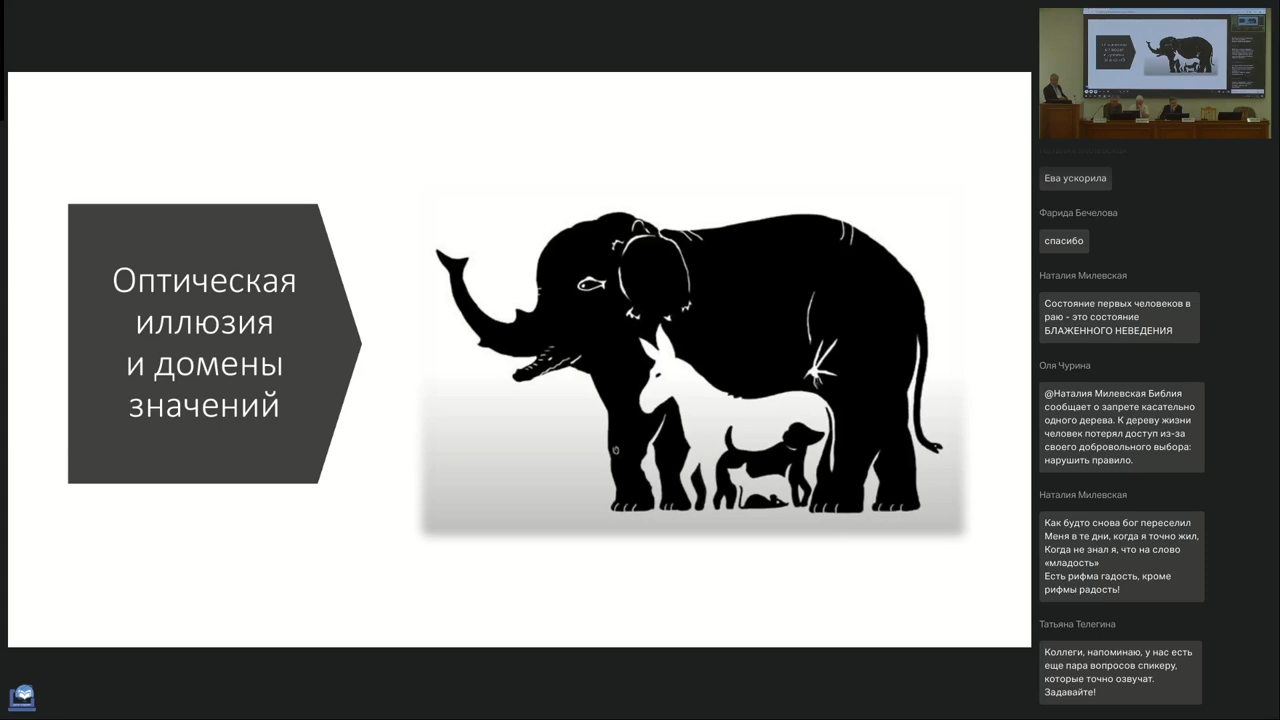 Оптическая
иллюзия
и домены
значений
Ева ускорила
Фарида Бечелова
спасибо
Наталия Милевская
Состояние первых человеков в
раю - это состояние
БЛАЖЕННОГО НЕВЕДЕНИЯ
Оля Чурина
@Наталия Милевская Библия
сообщает о запрете касательно
одного дерева. К дереву жизни
человек потерял доступ из-за
своего добровольного выбора:
нарушить правило.
Наталия Милевская
Как будто снова бог переселил
Меня в те дни, когда я точно жил,
Когда не знал я, что на слово
«младость»
Есть рифма гадость, кроме
рифмы радость!
Татьяна Телегина
Коллеги, напоминаю, у нас есть
еще пара вопросов спикеру,
которые точно озвучат.
Задавайте!